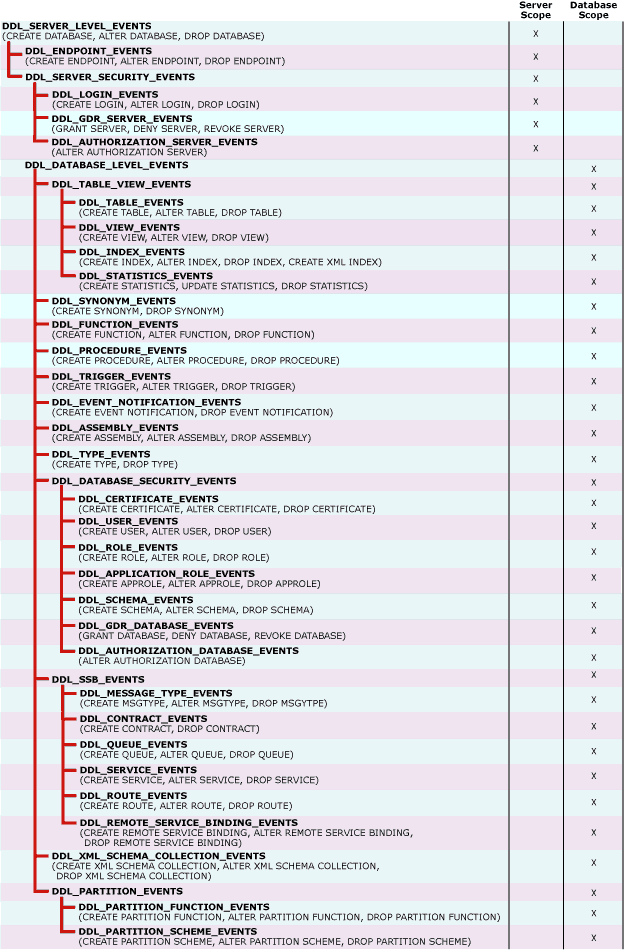 Server Database
Scope Scope
DDL_SERVER_LEVEL_EVENTS
(CREATE DATABASE, ALTER DATABASE, DROP DATABASE) X
DDL_ENDPOINT_EVENTS
(CREATE ENDPOINT, ALTER ENDPOINT, DROP ENDPOINT) X
DDL_SERVER_SECURITY_EVENTS X
DDL_LOGIN_EVENTS
(CREATE LOGIN, ALTER LOGIN, DROP LOGIN) X
DDL_GDR_SERVER_EVENTS
(GRANT SERVER, DENY SERVER, REVOKE SERVER) X
DDL_AUTHORIZATION_SERVER_EVENTS
(ALTER AUTHORIZATION SERVER) X
DDL_DATABASE_LEVEL_EVENTS X
DDL_TABLE_VIEW_EVENTS X
DDL_TABLE_EVENTS
(CREATE TABLE, ALTER TABLE, DROP TABLE) X
DDL_VIEW_EVENTS
(CREATE VIEW, ALTER VIEW, DROP VIEW) X
DDL_INDEX_EVENTS
(CREATE INDEX, ALTER INDEX, DROP INDEX, CREATE XML INDEX) X
DDL_STATISTICS_EVENTS
(CREATE STATISTICS, UPDATE STATISTICS, DROP STATISTICS) X
DDL_SYNONYM_EVENTS
(CREATE SYNONYM, DROP SYNONYM) X
DDL_FUNCTION_EVENTS
(CREATE FUNCTION, ALTER FUNCTION, DROP FUNCTION) X
DDL_PROCEDURE_EVENTS
(CREATE PROCEDURE, ALTER PROCEDURE, DROP PROCEDURE) X
DDL_TRIGGER_EVENTS
(CREATE TRIGGER, ALTER TRIGGER, DROP TRIGGER) X
DDL_EVENT_NOTIFICATION_EVENTS
(CREATE EVENT NOTIFICATION, DROP EVENT NOTIFICATION) X
DDL_ASSEMBLY_EVENTS
(CREATE ASSEMBLY, ALTER ASSEMBLY, DROP ASSEMBLY) X
DDL_TYPE_EVENTS
(CREATE TYPE, DROP TYPE) X
DDL_DATABASE_SECURITY_EVENTS X
DDL_CERTIFICATE_EVENTS
(CREATE CERTIFICATE, ALTER CERTIFICATE, DROP CERTIFICATE) X
DDL_USER_EVENTS
(CREATE USER, ALTER USER, DROP USER) X
DDL_ROLE_EVENTS
(CREATE ROLE, ALTER ROLE, DROP ROLE) X
DDL_APPLICATION_ROLE_EVENTS
(CREATE APPROLE, ALTER APPROLE, DROP APPROLE) X
DDL_SCHEMA_EVENTS
(CREATE SCHEMA, ALTER SCHEMA, DROP SCHEMA) X
DDL_GDR_DATABASE_EVENTS
(GRANT DATABASE, DENY DATABASE, REVOKE DATABASE) X
DDL_AUTHORIZATION_DATABASE_EVENTS
(ALTER AUTHORIZATION DATABASE) X
DDL_SSB_EVENTS X
DDL_MESSAGE_TYPE_EVENTS
(CREATE MSGTYPE, ALTER MSGTYPE, DROP MSGYTPE) X
DDL_CONTRACT_EVENTS
(CREATE CONTRACT, DROP CONTRACT) X
DDL_QUEUE_EVENTS
(CREATE QUEUE, ALTER QUEUE, DROP QUEUE) X
DDL_SERVICE_EVENTS
(CREATE SERVICE, ALTER SERVICE, DROP SERVICE) X
DDL_ROUTE_EVENTS
(CREATE ROUTE, ALTER ROUTE, DROP ROUTE) X
DDL_REMOTE_SERVICE_BINDING_EVENTS
(CREATE REMOTE SERVICE BINDING, ALTER REMOTE SERVICE BINDING, X
DROP REMOTE SERVICE BINDING)
DDL_XML_SCHEMA_COLLECTION_EVENTS
(CREATE XML SCHEMA COLLECTION, ALTER XML SCHEMA COLLECTION, X
DROP XML SCHEMA COLLECTION)
DDL_PARTITION_EVENTS X
DDL_PARTITION_FUNCTION_EVENTS
(CREATE PARTITION FUNCTION, ALTER PARTITION FUNCTION, DROP PARTITION FUNCTION) X
DDL_PARTITION_SCHEME_EVENTS
(CREATE PARTITION SCHEME, ALTER PARTITION SCHEME, DROP PARTITION SCHEME) X